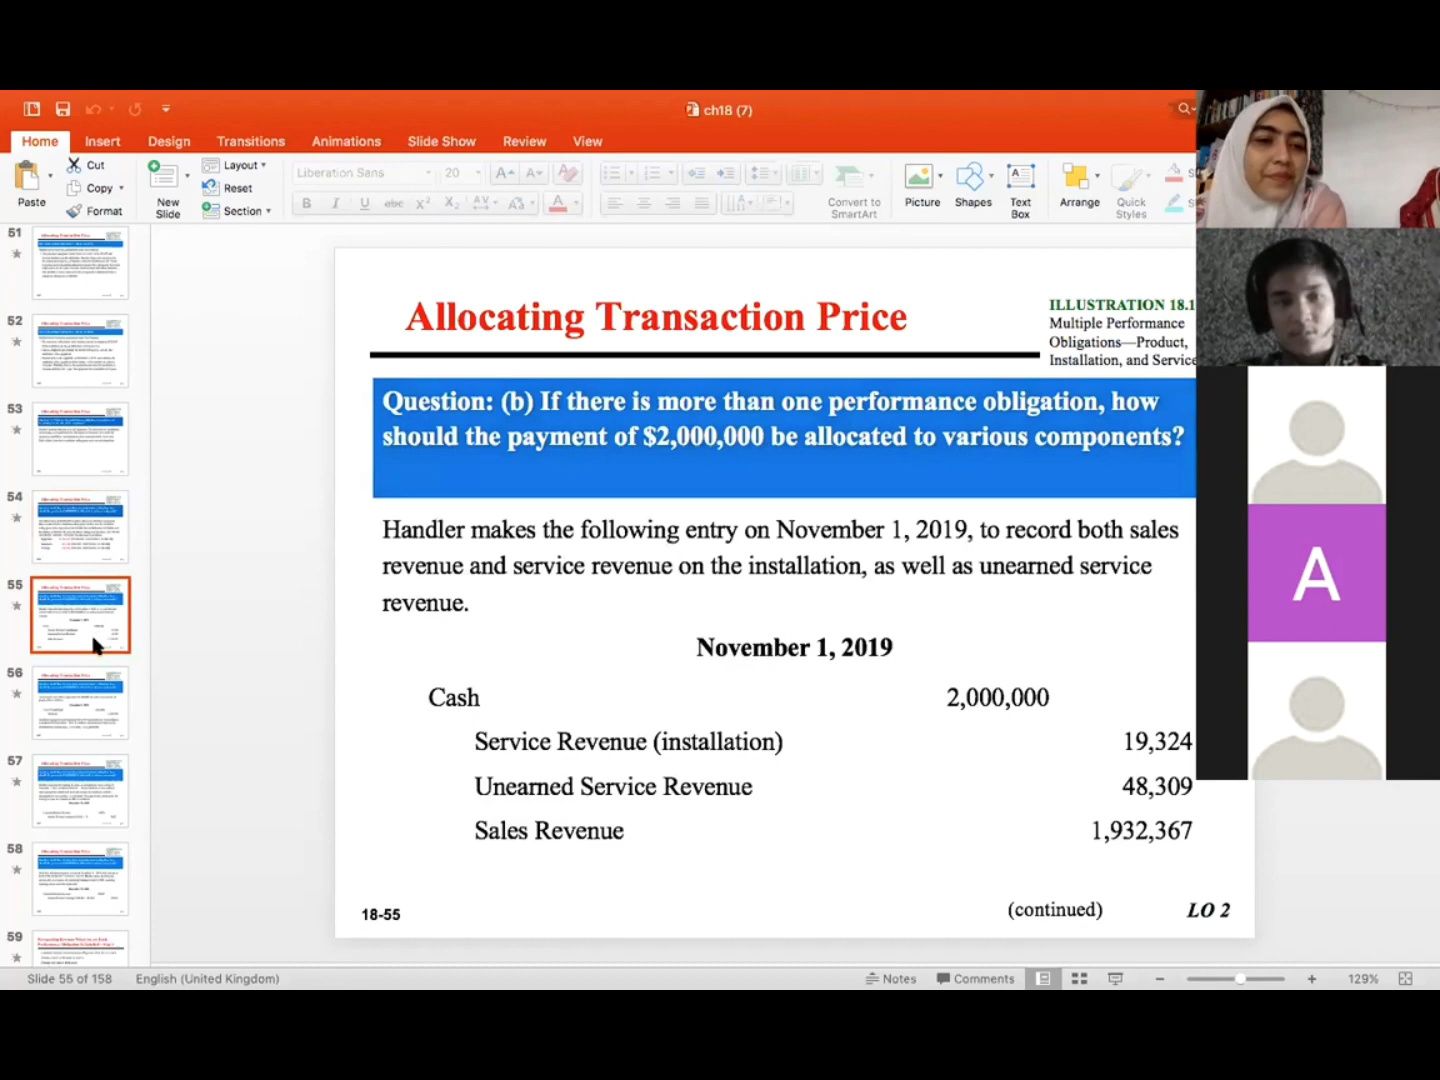 ch18 (7)
Home Insert Design Transitions Animations Slide Show Review View
Cut
Copy
Format
Paste
New
Slide
Layout
Reset
Section
Liberation Sans
20
B I U abc X² X₂ AV
Convert to
SmartArt
Picture
Shapes
Text
Box
Arrange
Quick
Styles
51
52
53
54
55
56
57
58
59
Allocating Transaction Price
ILLUSTRATION 18.1
Multiple Performance
Obligations—Product,
Installation, and Service
Question: (b) If there is more than one performance obligation, how
should the payment of $2,000,000 be allocated to various components?
Handler makes the following entry on November 1, 2019, to record both sales
revenue and service revenue on the installation, as well as unearned service
revenue.
November 1, 2019
Cash 2,000,000
Service Revenue (installation) 19,324
Unearned Service Revenue 48,309
Sales Revenue 1,932,367
18-55
(continued)
LO 2
A
Slide 55 of 158 English (United Kingdom) Notes Comments 129%